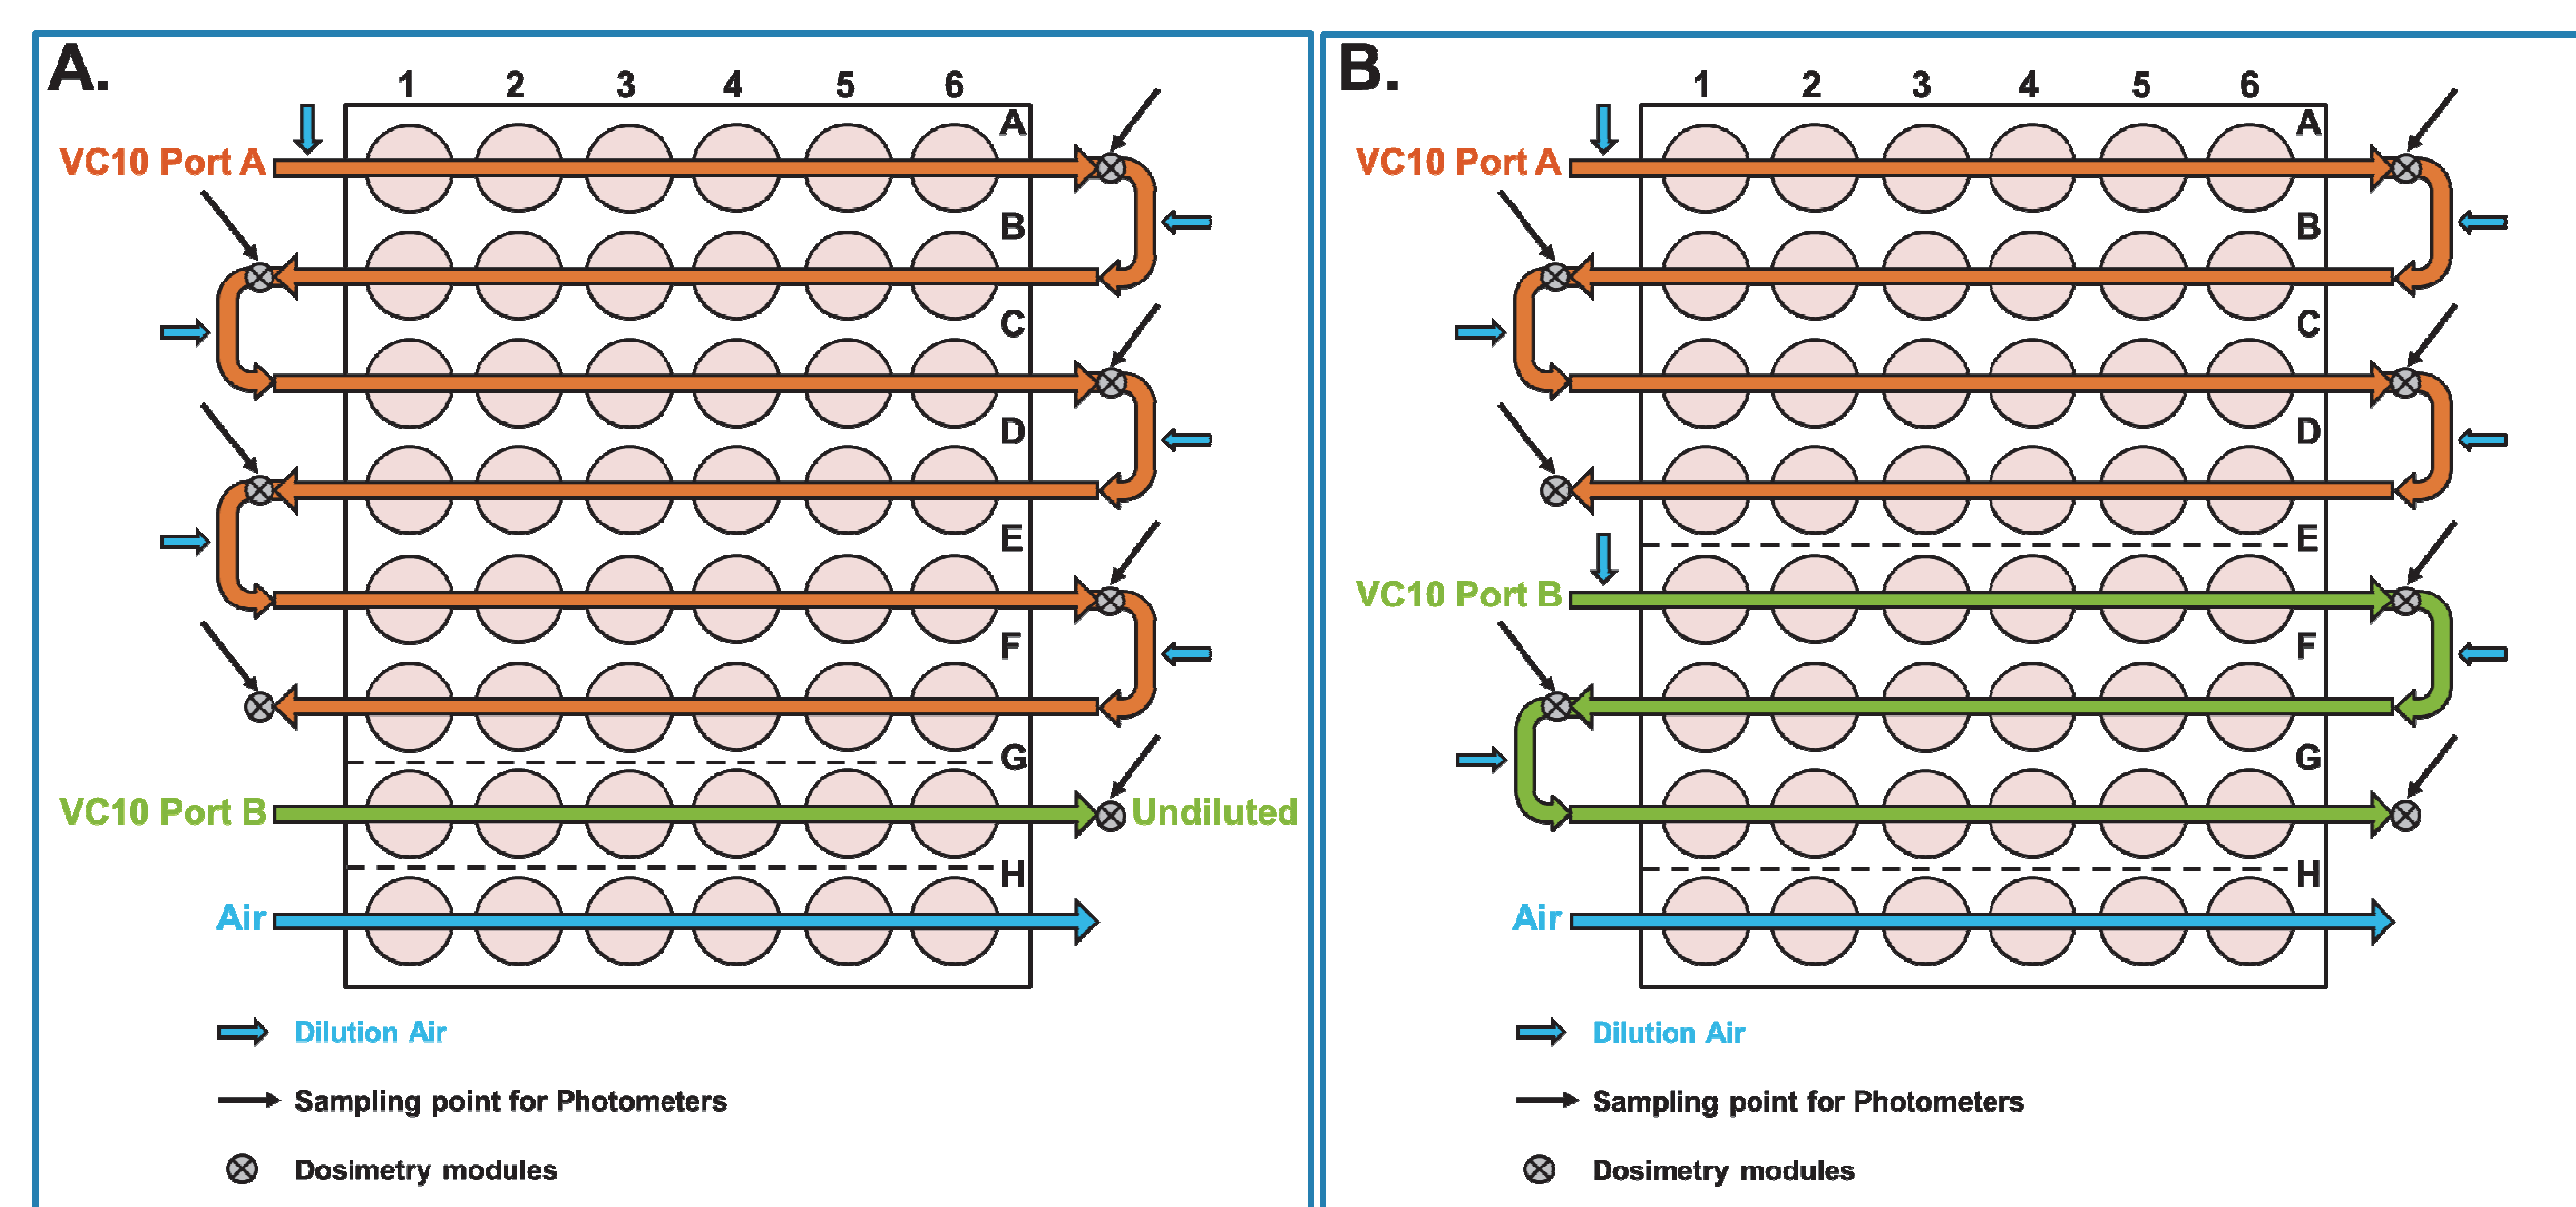 A.
1 2 3 4 5 6
A
VC10 Port A
B
C
D
E
F
G
VC10 Port B
Undiluted
H
Air
Dilution Air
Sampling point for Photometers
Dosimetry modules
B.
1 2 3 4 5 6
A
VC10 Port A
B
C
D
E
VC10 Port B
F
G
H
Air
Dilution Air
Sampling point for Photometers
Dosimetry modules